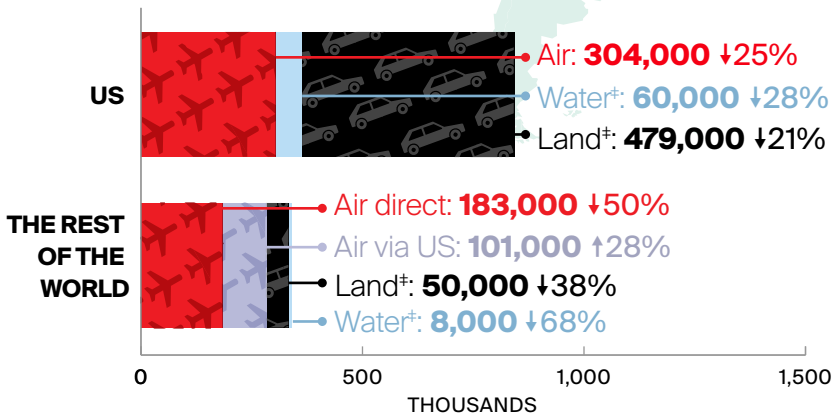 US
Air: 304,000 ↓25%
Water‡: 60,000 ↓28%
Land‡: 479,000 ↓21%
THE REST
OF THE
WORLD
Air direct: 183,000 ↓50%
Air via US: 101,000 ↑28%
Land‡: 50,000 ↓38%
Water‡: 8,000 ↓68%
0 500 1,000 1,500
THOUSANDS